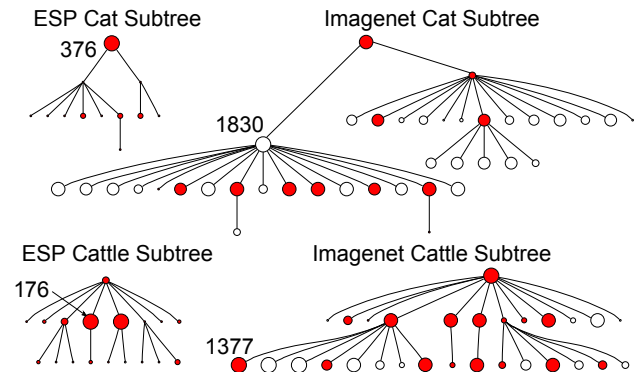 ESP Cat Subtree
Imagenet Cat Subtree
376
1830
ESP Cattle Subtree
Imagenet Cattle Subtree
176
1377